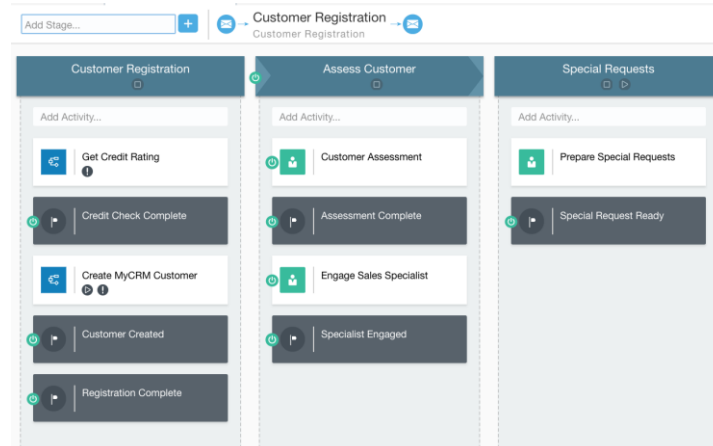 Add Stage...
Customer Registration
Customer Registration
Customer Registration
Assess Customer
Special Requests
Add Activity...
Add Activity...
Add Activity...
Get Credit Rating
Customer Assessment
Prepare Special Requests
Credit Check Complete
Assessment Complete
Special Request Ready
Create MyCRM Customer
Engage Sales Specialist
Customer Created
Specialist Engaged
Registration Complete